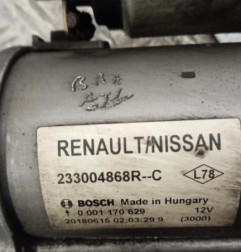 RENAULT/NISSAN
233004868R--C L78
BOSCH Made in Hungary
0 001 170 629 12V
20180615 02:03:29 9 (3000)